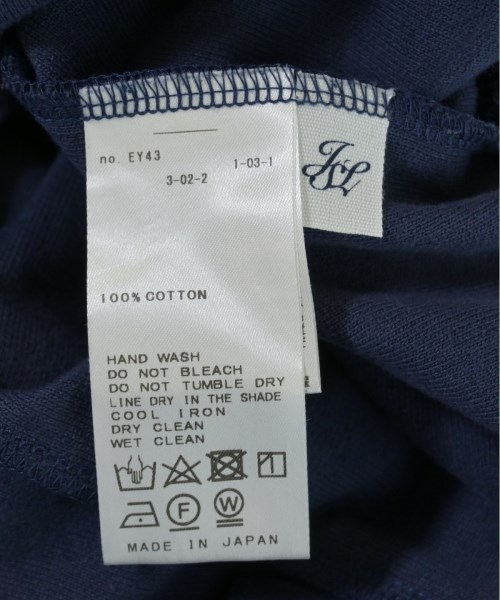 no. EY43
1-03-1
3-02-2
100% COTTON
HAND WASH
DO NOT BLEACH
DO NOT TUMBLE DRY
LINE DRY IN THE SHADE
COOL IRON
DRY CLEAN
WET CLEAN
F W
MADE IN JAPAN